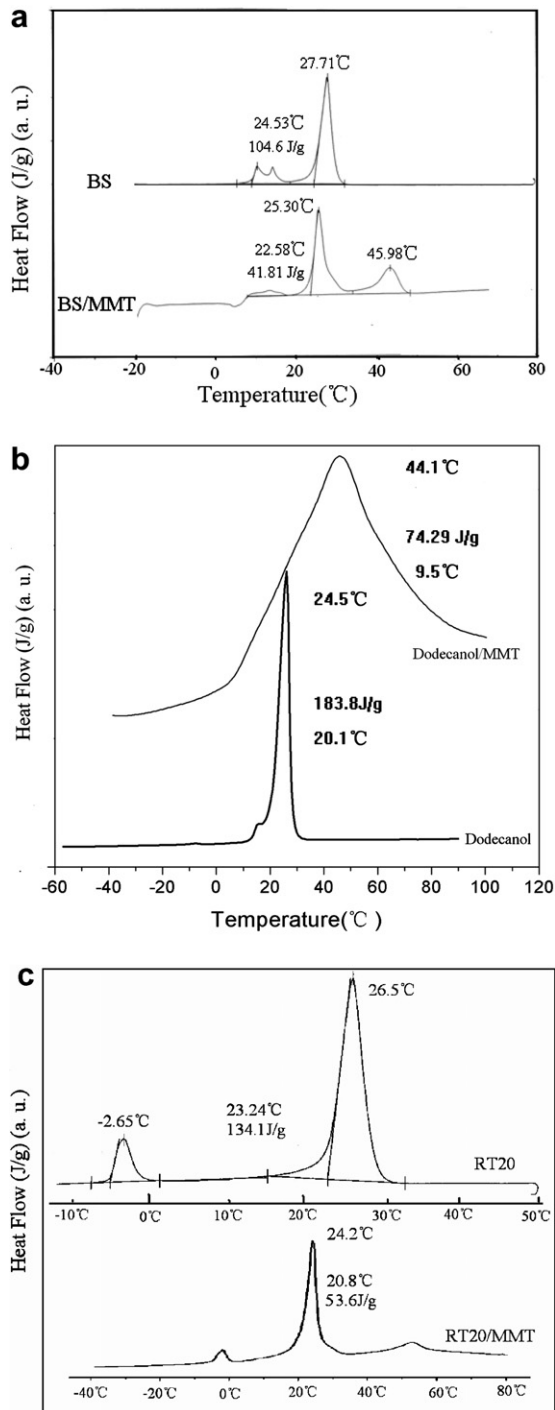 a
27.71℃
24.53℃
104.6 J/g
BS
25.30℃
22.58℃
41.81 J/g
45.98℃
BS/MMT
Heat Flow (J/g) (a. u.)
-40 -20 0 20 40 60 80
Temperature(℃)
b
44.1℃
74.29 J/g
9.5℃
24.5℃
Dodecanol/MMT
183.8J/g
20.1℃
Dodecanol
Heat Flow (J/g) (a. u.)
-60 -40 -20 0 20 40 60 80 100 120
Temperature(℃)
c
26.5℃
-2.65℃
23.24℃
134.1J/g
RT20
-10℃ 0℃ 10℃ 20℃ 30℃ 40℃ 50℃
24.2℃
20.8℃
53.6J/g
RT20/MMT
Heat Flow (J/g) (a. u.)
-40℃ -20℃ 0℃ 20℃ 40℃ 60℃ 80℃